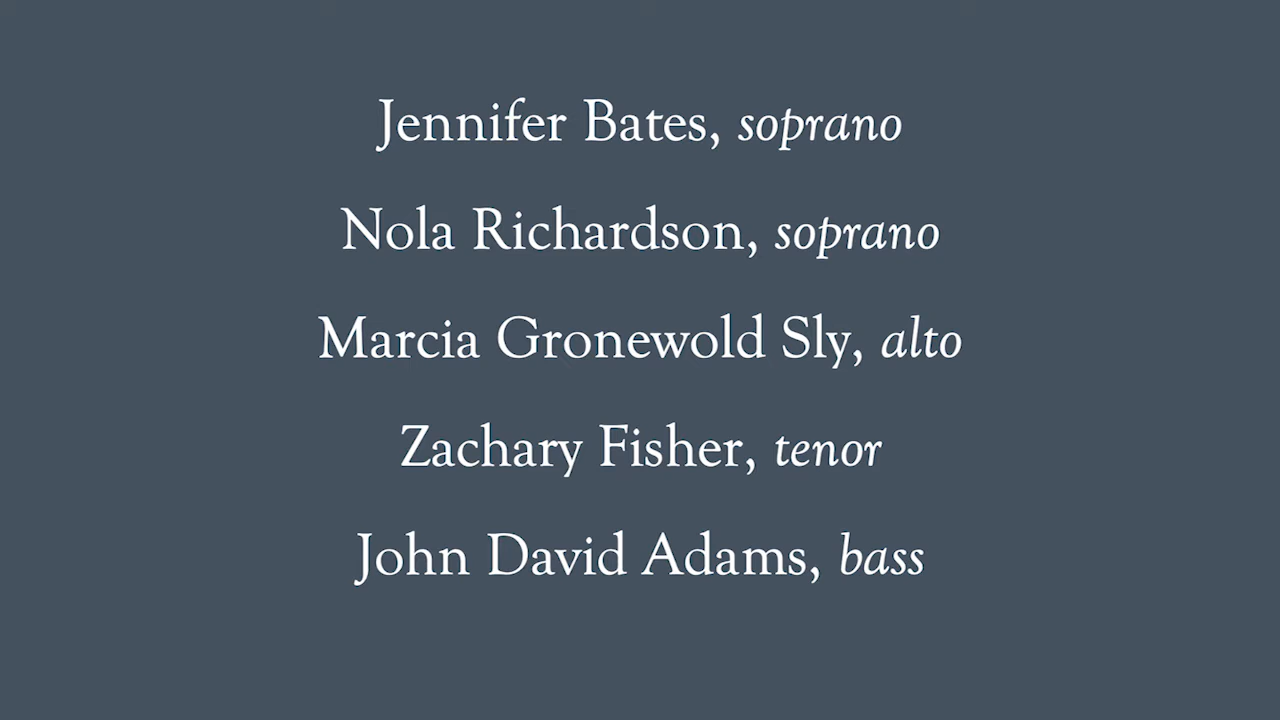 Jennifer Bates, soprano
Nola Richardson, soprano
Marcia Gronewold Sly, alto
Zachary Fisher, tenor
John David Adams, bass